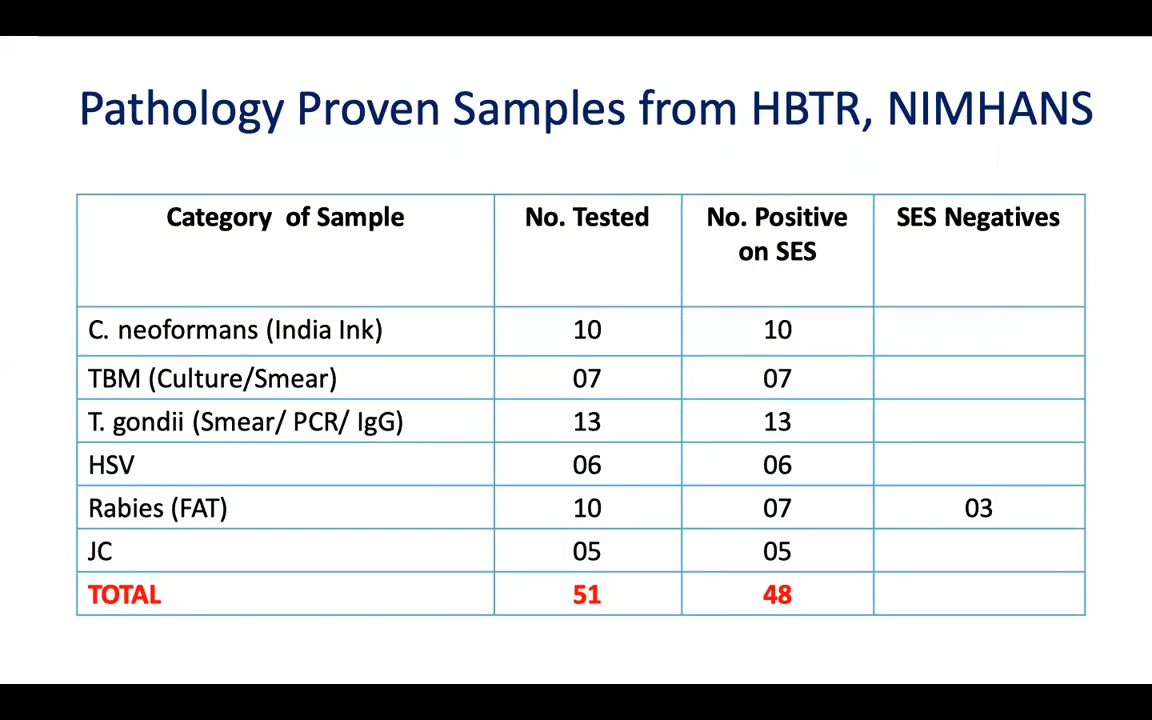 Pathology Proven Samples from HBTR, NIMHANS
Category of Sample No. Tested No. Positive on SES SES Negatives
C. neoformans (India Ink) 10 10
TBM (Culture/Smear) 07 07
T. gondii (Smear/ PCR/ IgG) 13 13
HSV 06 06
Rabies (FAT) 10 07 03
JC 05 05
TOTAL 51 48